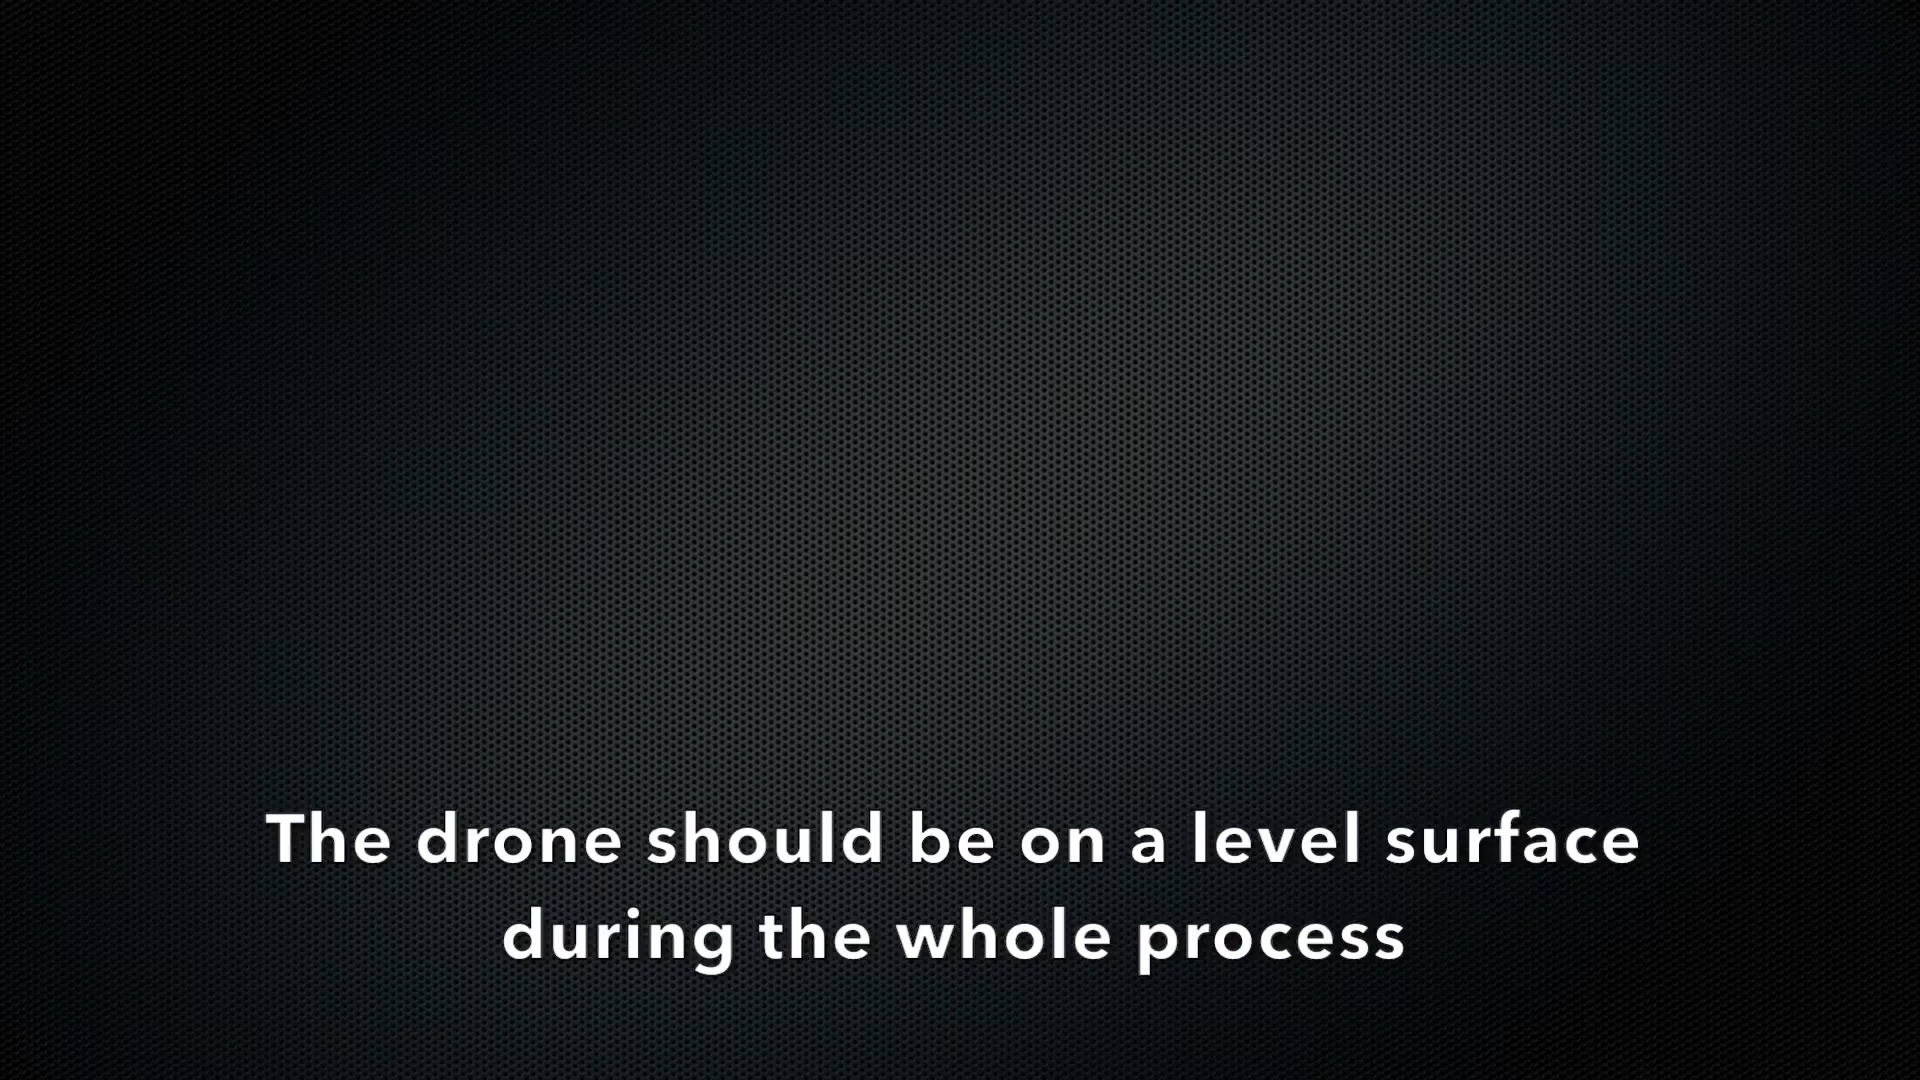 The drone should be on a level surface
during the whole process